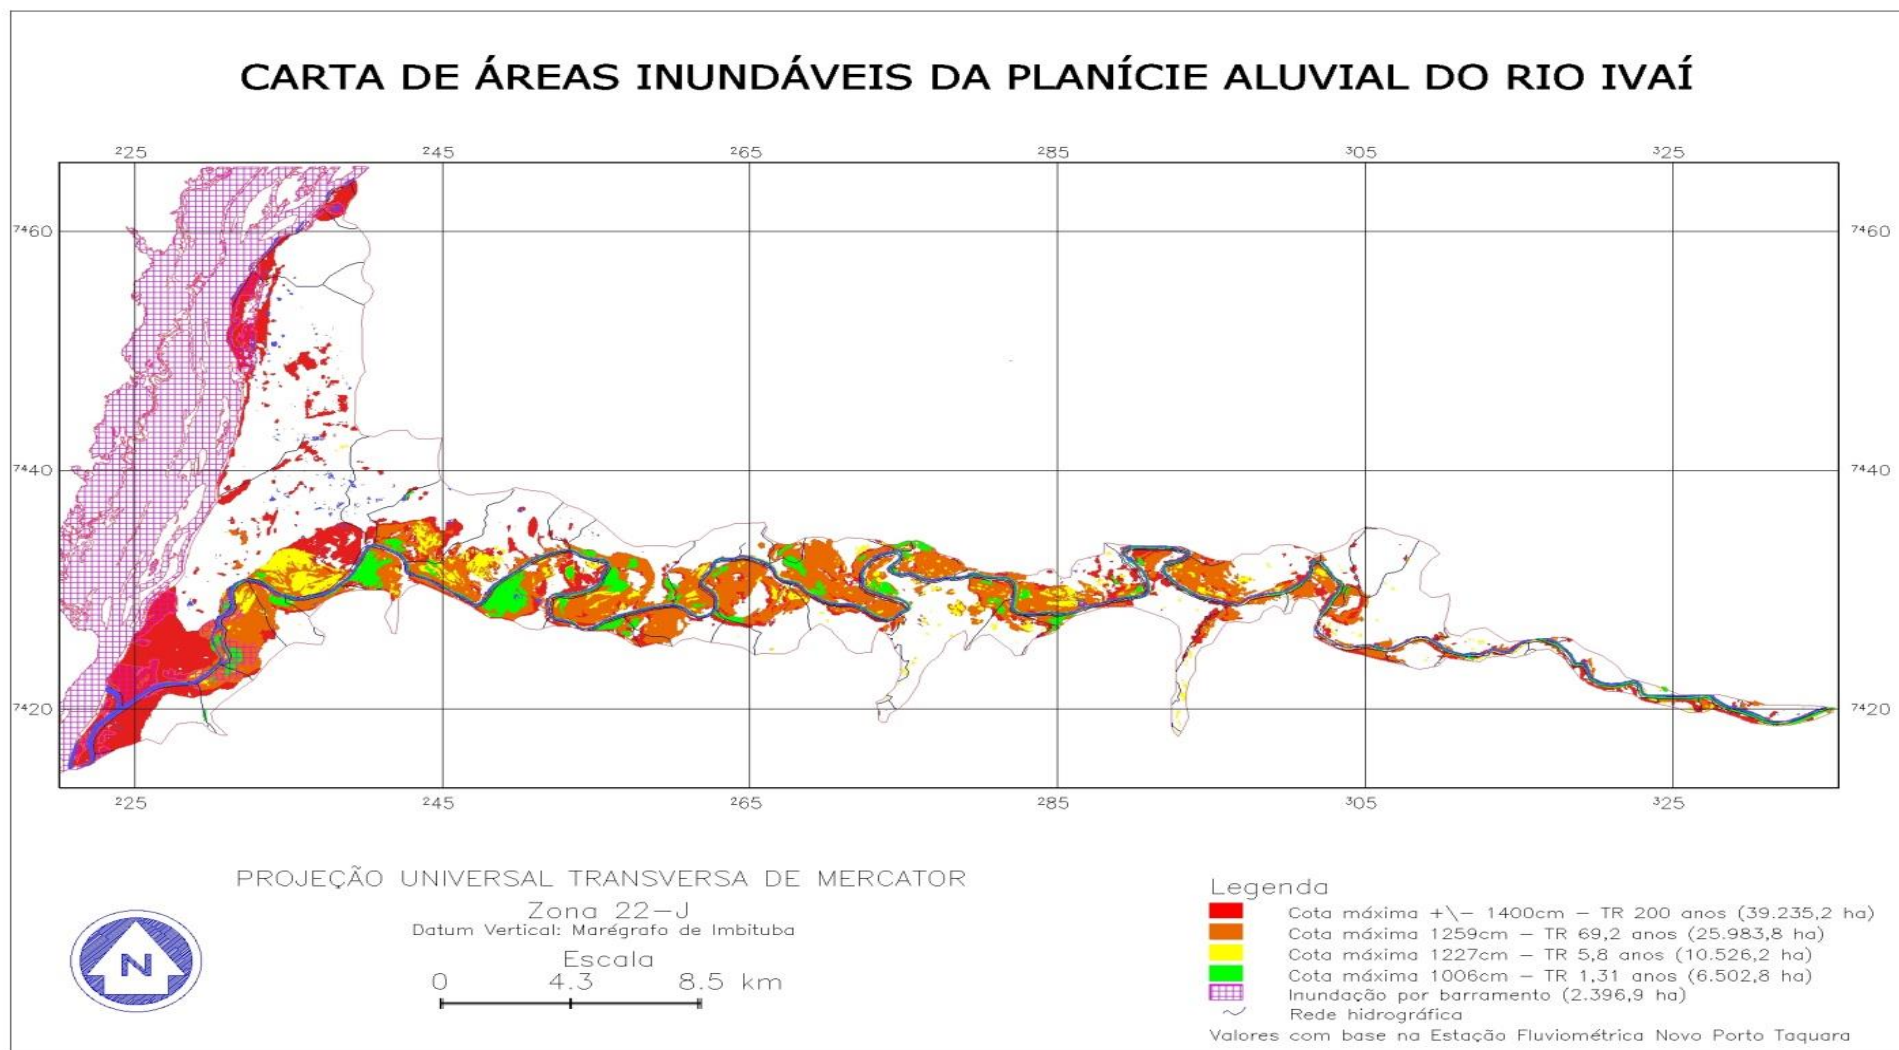 CARTA DE ÁREAS INUNDÁVEIS DA PLANÍCIE ALUVIAL DO RIO IVAÍ
²25 ²45 ²65 ²85 ³05 ³25
7⁴60 7⁴60
7⁴40 7⁴40
7⁴20 7⁴20
²25 ²45 ²65 ²85 ³05 ³25
PROJEÇÃO UNIVERSAL TRANSVERSA DE MERCATOR
Zona 22-J
Datum Vertical: Marégrafo de Imbituba
Escala
0 4.3 8.5 km
N
Legenda
Cota máxima +\- 1400cm - TR 200 anos (39.235,2 ha)
Cota máxima 1259cm - TR 69,2 anos (25.983,8 ha)
Cota máxima 1227cm - TR 5,8 anos (10.526,2 ha)
Cota máxima 1006cm - TR 1,31 anos (6.502,8 ha)
Inundação por barramento (2.396,9 ha)
Rede hidrográfica
Valores com base na Estação Fluviométrica Novo Porto Taquara